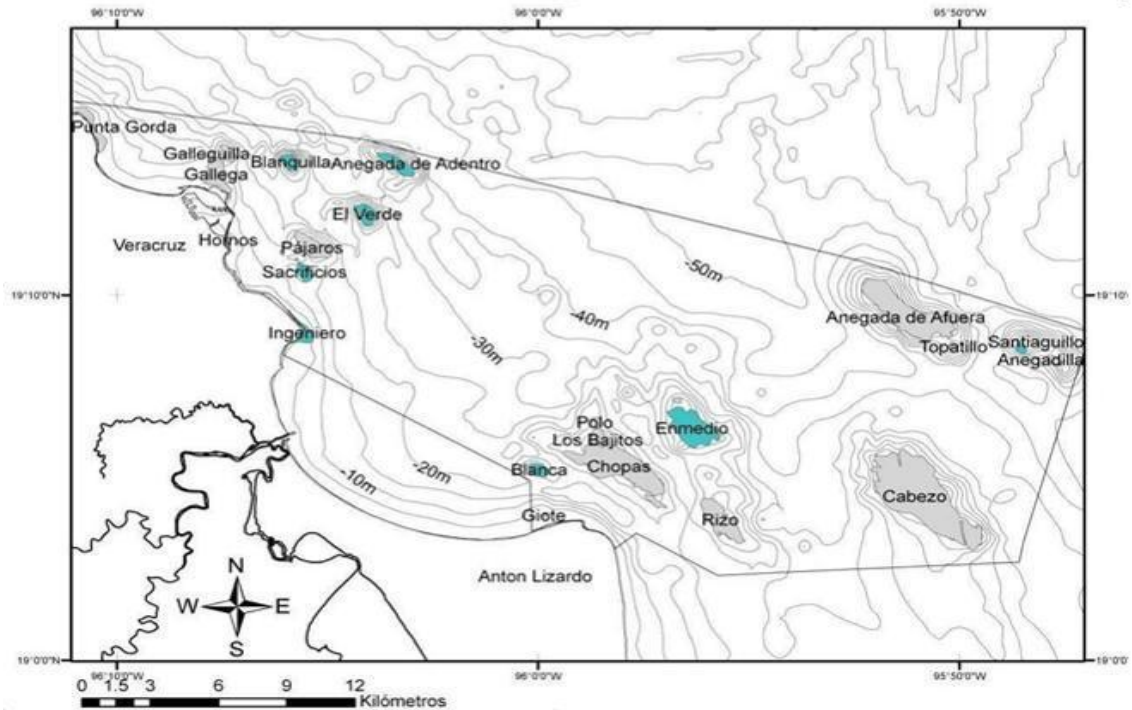 96°10'0"W
96°0'0"W
95°50'0"W
Punta Gorda
Galleguilla
Blanquilla
Anegada de Adentro
Gallega
El Verde
Hornos
Veracruz
Pájaros
Sacrificios
-50m
19°10'0"N
19°10'
-40m
Anegada de Afuera
Ingeniero
-30m
Topatillo
Santiaguillo
Anegadilla
Polo
Enmedio
Los Bajitos
Blanca
Chopas
-20m
-10m
Cabezo
Giote
Rizo
Anton Lizardo
N
W
E
S
19°0'0"N
19°0'0"
96°10'0"W
96°0'0"W
95°50'0"W
0 1.5 3 6 9 12
Kilómetros